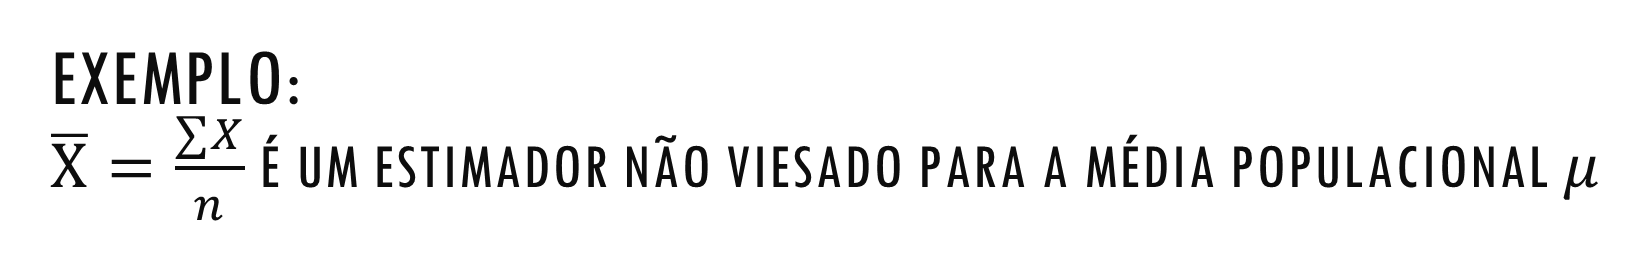 EXEMPLO:
X̅ = ∑X/n É UM ESTIMADOR NÃO VIESADO PARA A MÉDIA POPULACIONAL μ